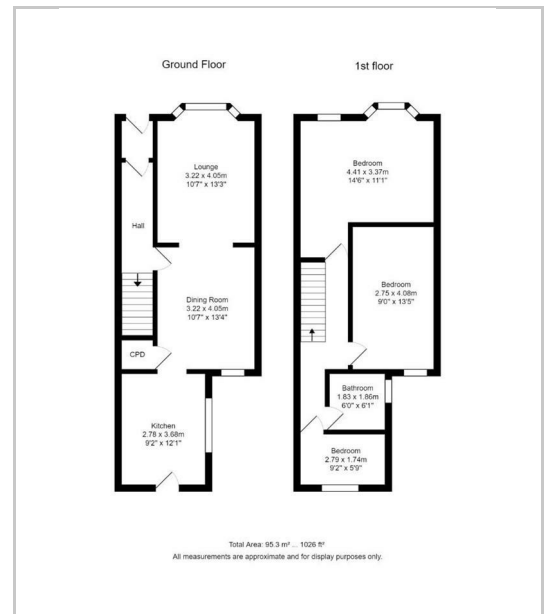 Ground Floor
Lounge
3.22 x 4.05m
10'7" x 13'3"
Hall
Dining Room
3.22 x 4.05m
10'7" x 13'4"
CPD
Kitchen
2.78 x 3.68m
9'2" x 12'1"
1st floor
Bedroom
4.41 x 3.37m
14'6" x 11'1"
Bedroom
2.75 x 4.08m
9'0" x 13'5"
Bathroom
1.83 x 1.86m
6'0" x 6'1"
Bedroom
2.79 x 1.74m
9'2" x 5'9"
Total Area: 95.3 m² ... 1026 ft²
All measurements are approximate and for display purposes only.